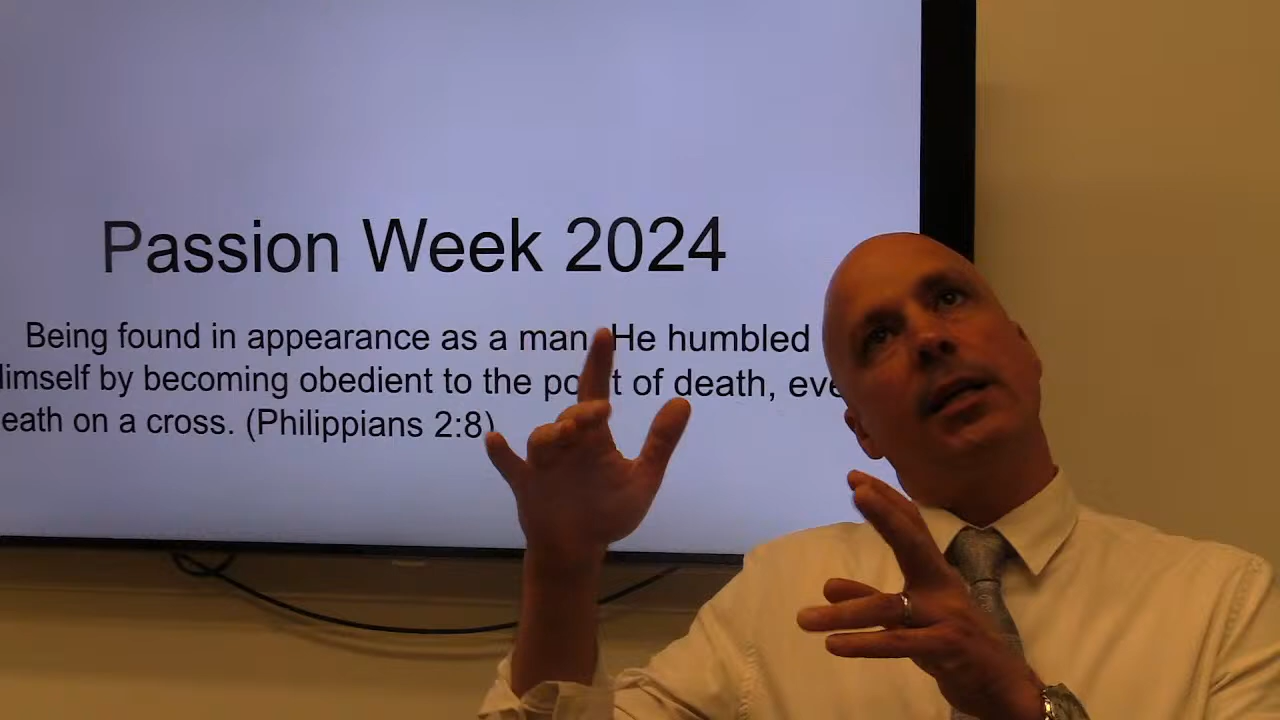 Passion Week 2024
Being found in appearance as a man He humbled
by becoming obedient to the of death,
on a cross. (Philippians 2:8)